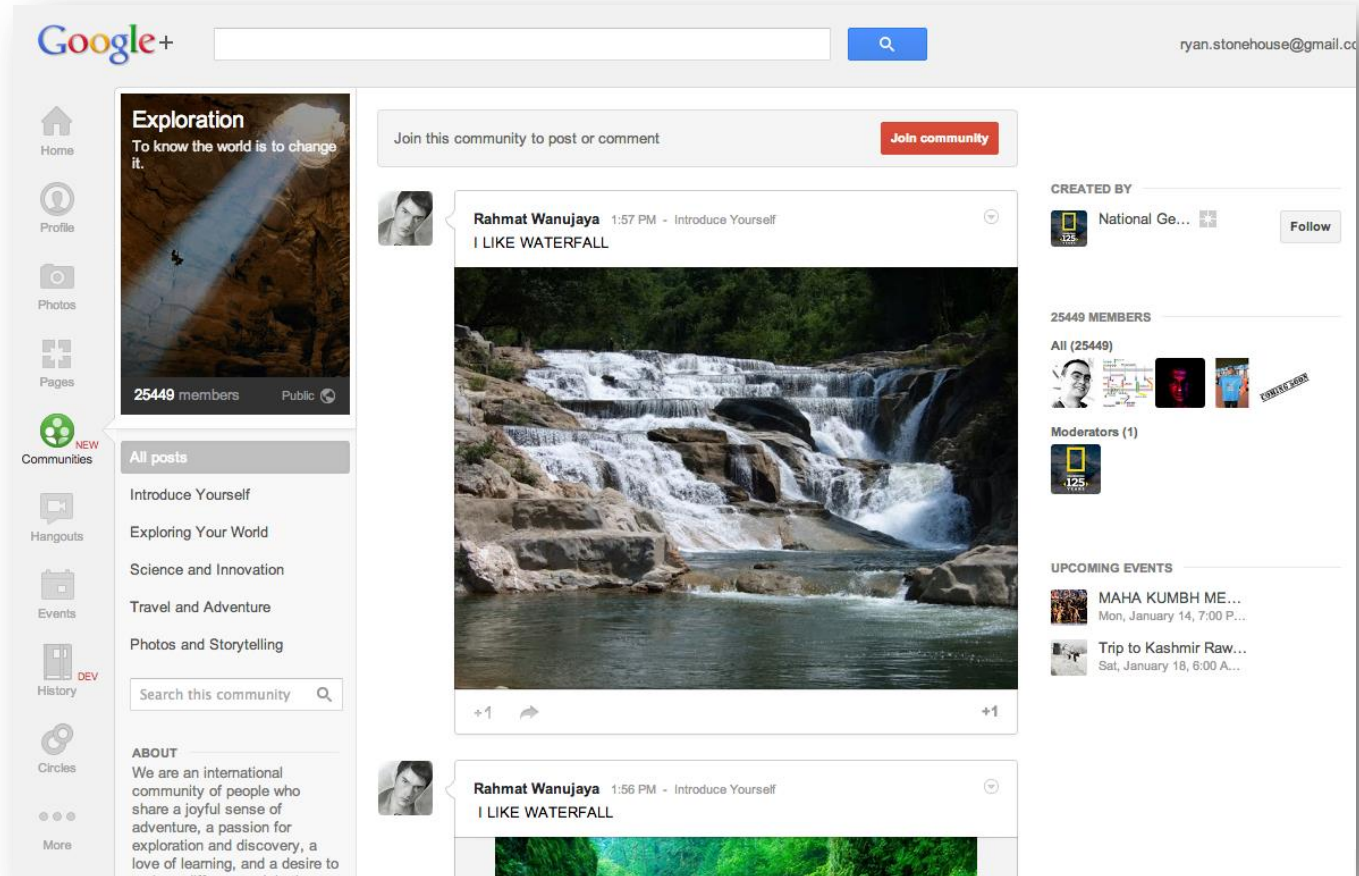 Google+
ryan.stonehouse@gmail.co
Home
Profile
Photos
Pages
NEW
Communities
Hangouts
Events
DEV
History
Circles
More
Exploration
To know the world is to change
it.
25449 members Public
All posts
Introduce Yourself
Exploring Your World
Science and Innovation
Travel and Adventure
Photos and Storytelling
Search this community
ABOUT
We are an international
community of people who
share a joyful sense of
adventure, a passion for
exploration and discovery, a
love of learning, and a desire to
Join this community to post or comment Join community
Rahmat Wanujaya 1:57 PM - Introduce Yourself
I LIKE WATERFALL
+1 +1
Rahmat Wanujaya 1:56 PM - Introduce Yourself
I LIKE WATERFALL
CREATED BY
National Ge... Follow
125
25449 MEMBERS
All (25449)
COMING SOON
Moderators (1)
125
YEARS
UPCOMING EVENTS
MAHA KUMBH ME...
Mon, January 14, 7:00 P...
Trip to Kashmir Raw...
Sat, January 18, 6:00 A...